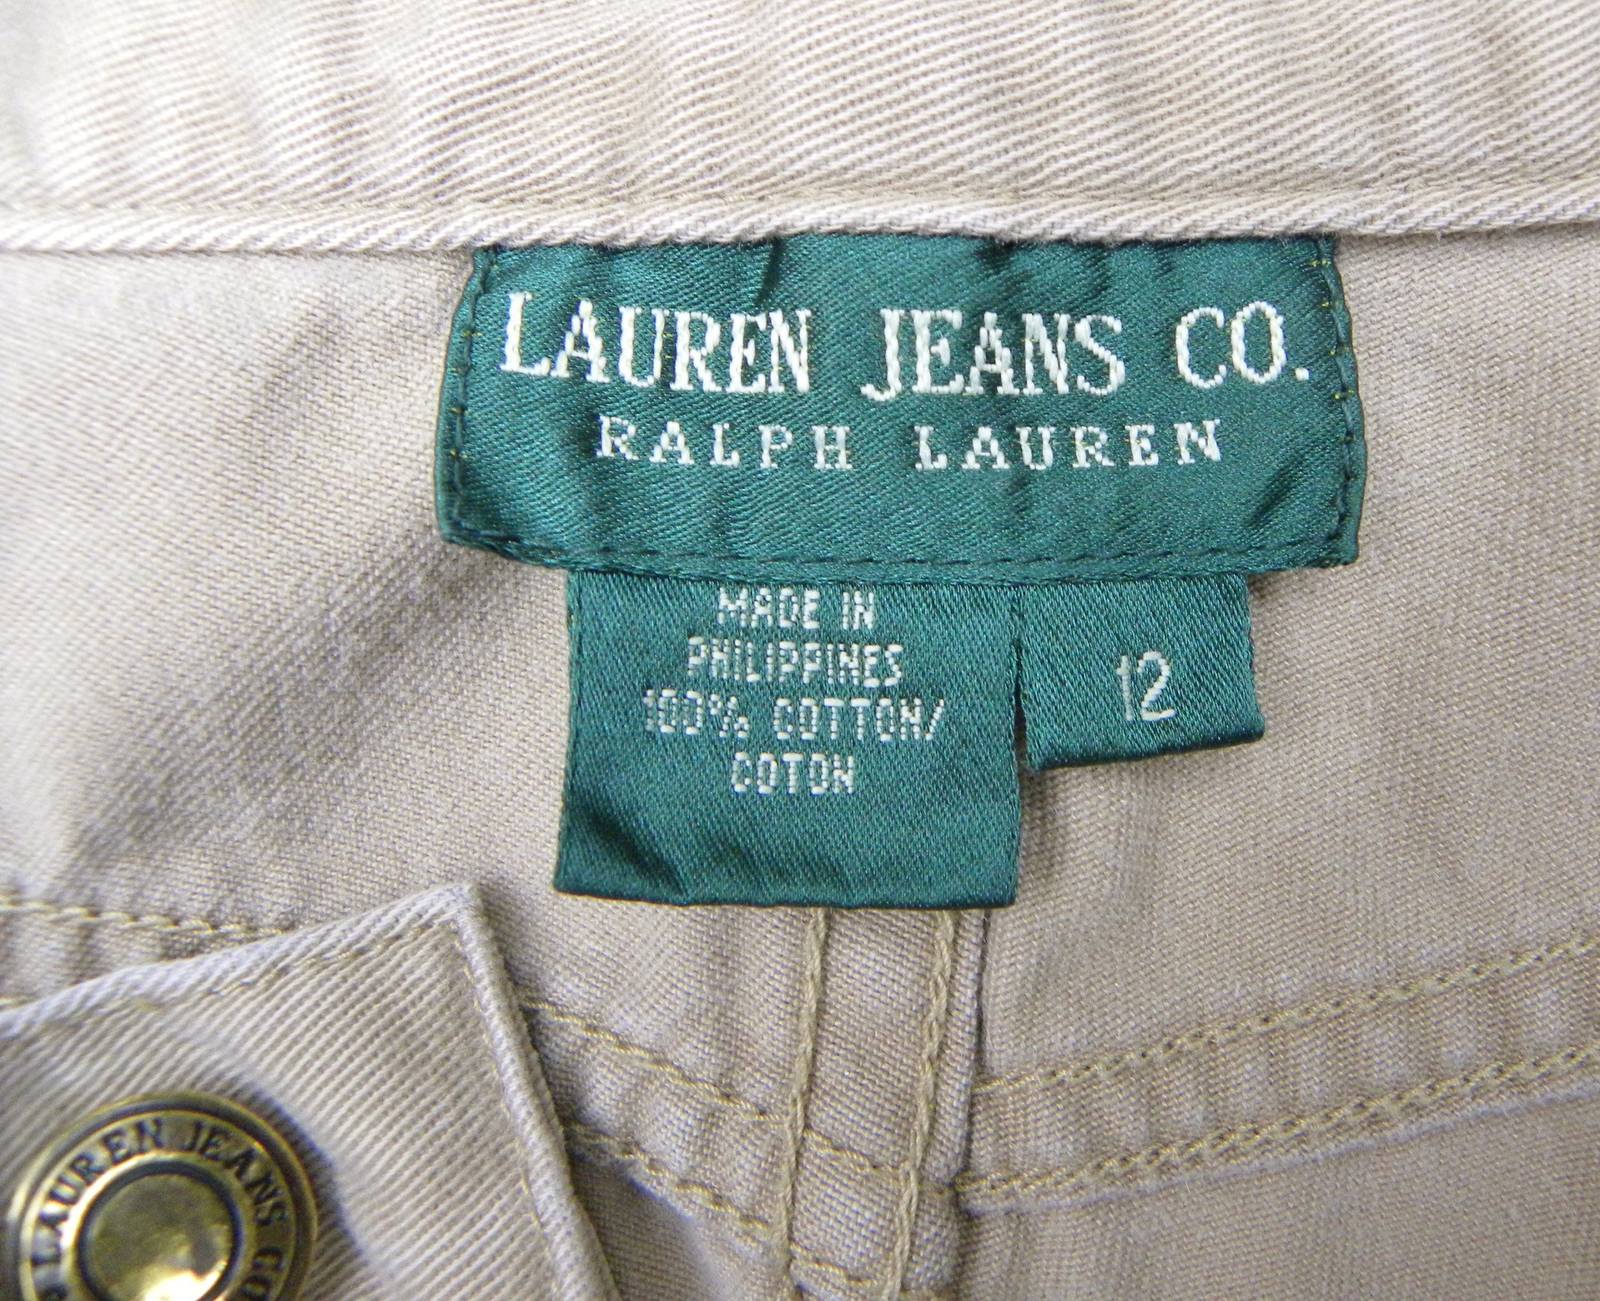 LAUREN JEANS CO.
RALPH LAUREN
MADE IN
PHILIPPINES
100% COTTON/
COTON
12
LAUREN JEANS CO